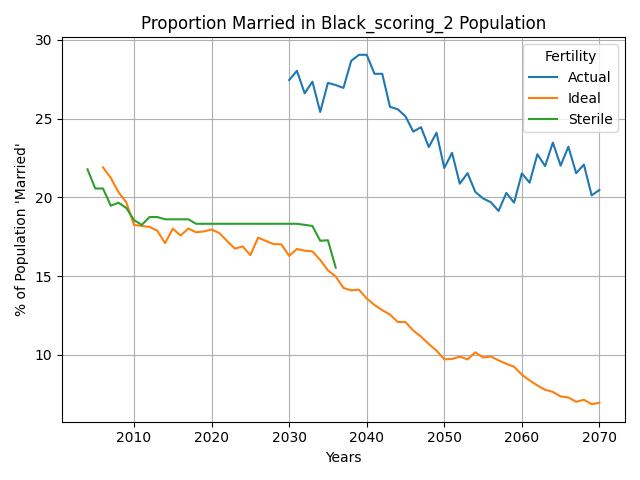 Proportion Married in Black_scoring_2 Population
% of Population 'Married'
30
25
20
15
10
Fertility
Actual
Ideal
Sterile
2010 2020 2030 2040 2050 2060 2070
Years